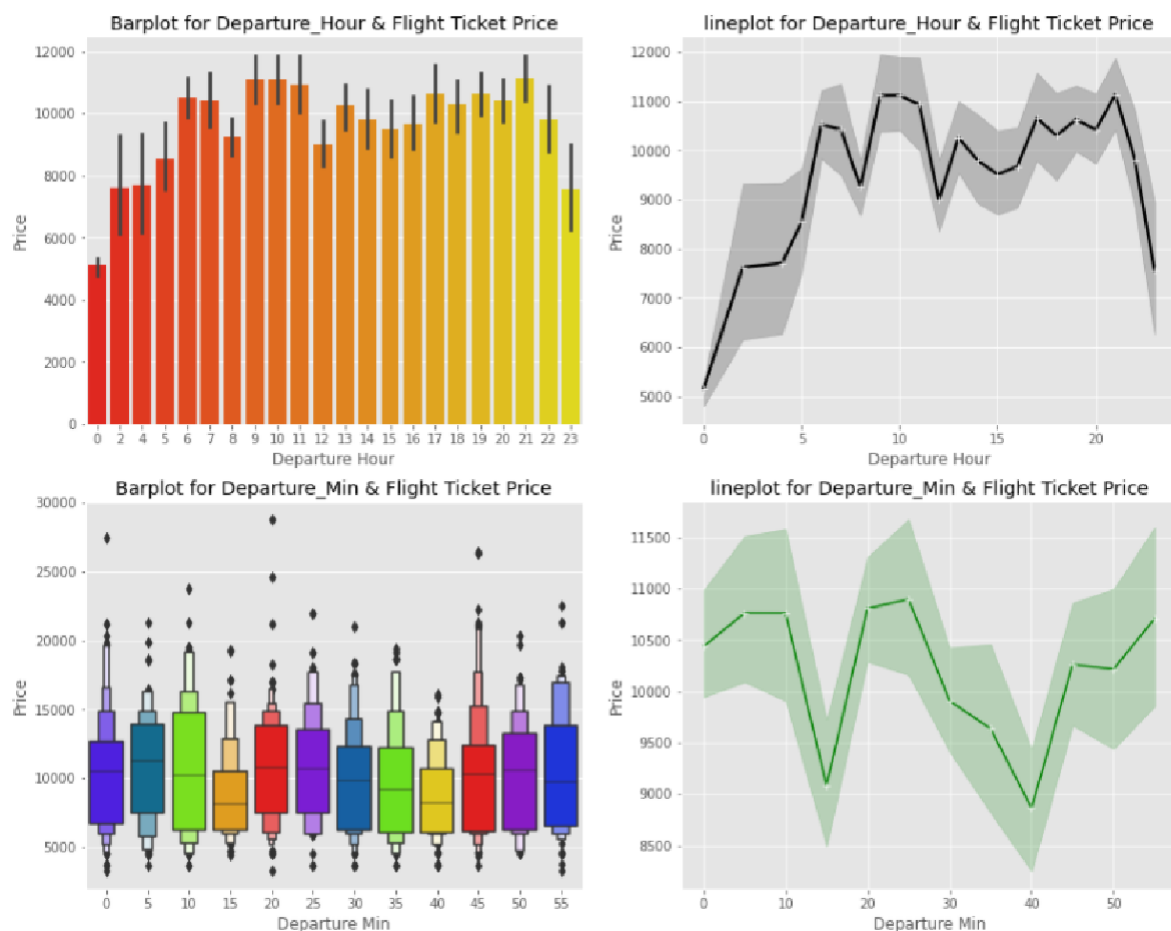 Barplot for Departure_Hour & Flight Ticket Price
12000
10000
8000
6000
4000
2000
0
Price
0 2 4 5 6 7 8 9 10 11 12 13 14 15 16 17 18 19 20 21 22 23
Departure Hour
lineplot for Departure_Hour & Flight Ticket Price
12000
11000
10000
9000
8000
7000
6000
5000
Price
0 5 10 15 20
Departure Hour
Barplot for Departure_Min & Flight Ticket Price
30000
25000
20000
15000
10000
5000
Price
0 5 10 15 20 25 30 35 40 45 50 55
Departure Min
lineplot for Departure_Min & Flight Ticket Price
11500
11000
10500
10000
9500
9000
8500
Price
0 10 20 30 40 50
Departure Min